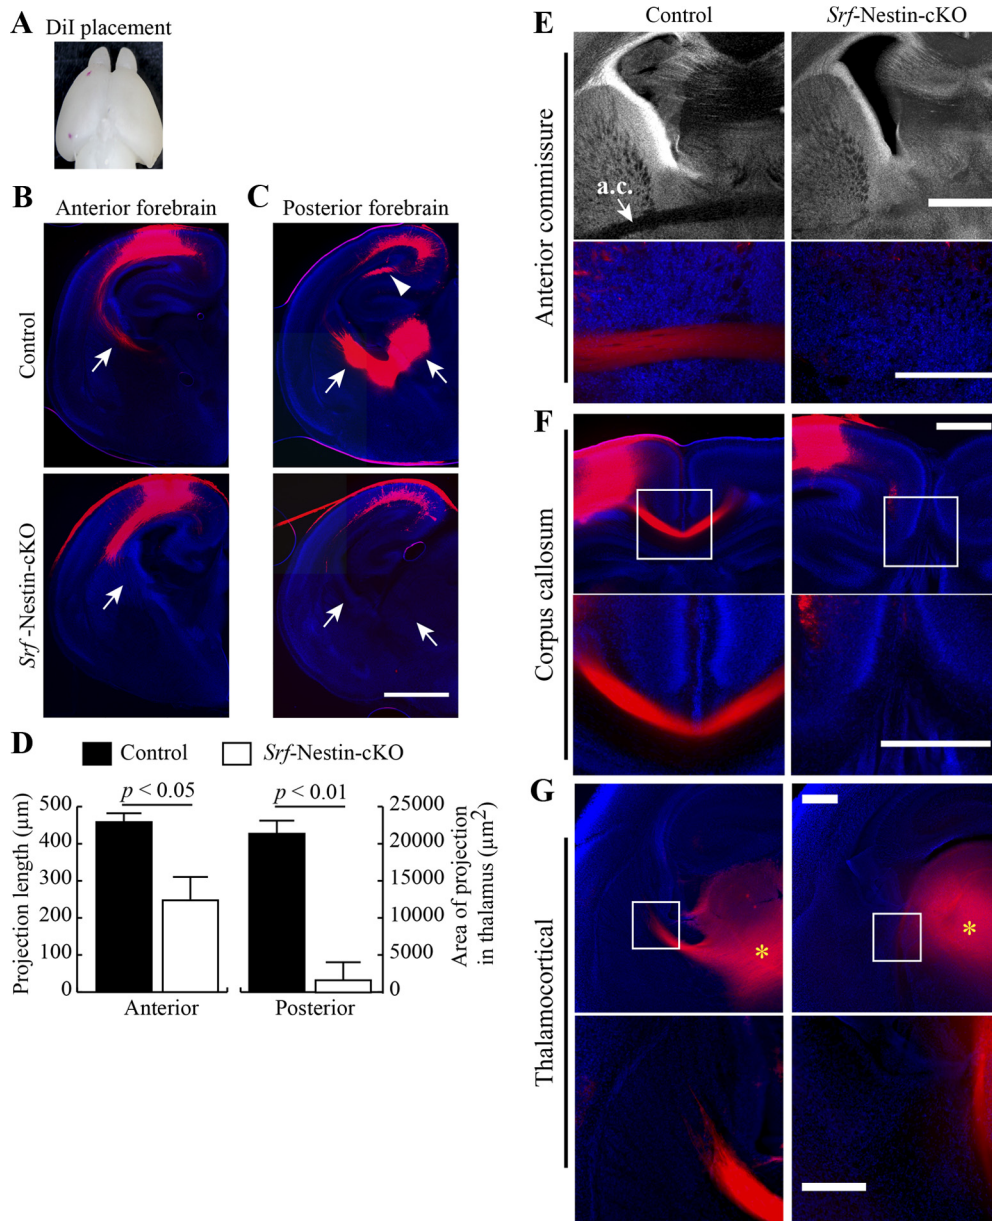 A
DiI placement
B
Anterior forebrain
C
Posterior forebrain
Control
Srf-Nestin-cKO
D
Control
Srf-Nestin-cKO
p < 0.05
p < 0.01
500
400
300
200
100
0
Projection length (μm)
25000
20000
15000
10000
5000
0
Area of projection
in thalamus (μm²)
Anterior
Posterior
E
Control
Srf-Nestin-cKO
Anterior commissure
a.c.
F
Corpus callosum
G
Thalamocortical
*
*